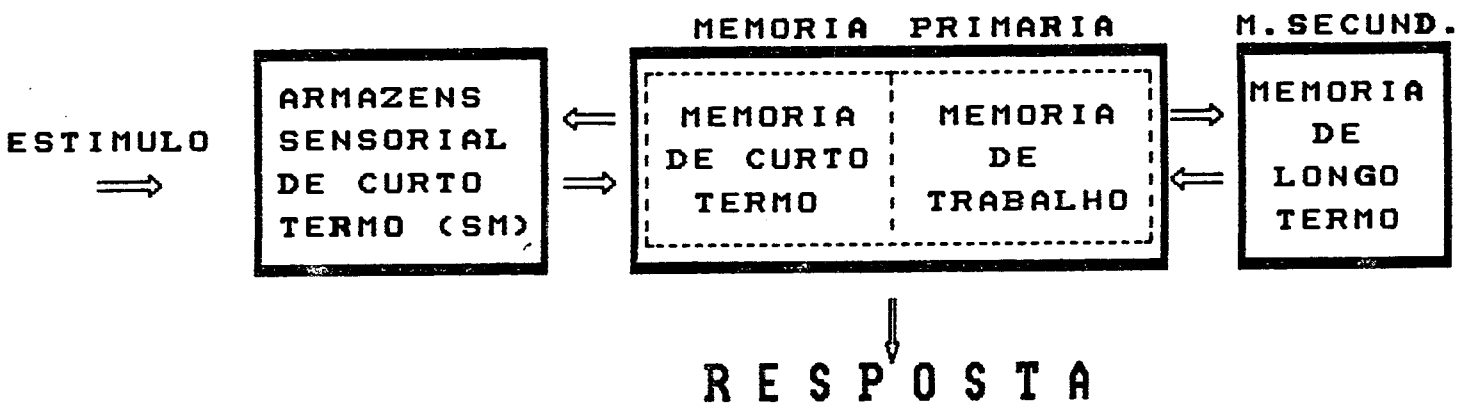 MEMORIA PRIMARIA
M.SECUND.
ESTIMULO
ARMAZENS
SENSORIAL
DE CURTO
TERMO (SM)
MEMORIA
DE CURTO
TERMO
MEMORIA
DE
TRABALHO
MEMORIA
DE
LONGO
TERMO
RESPOSTA